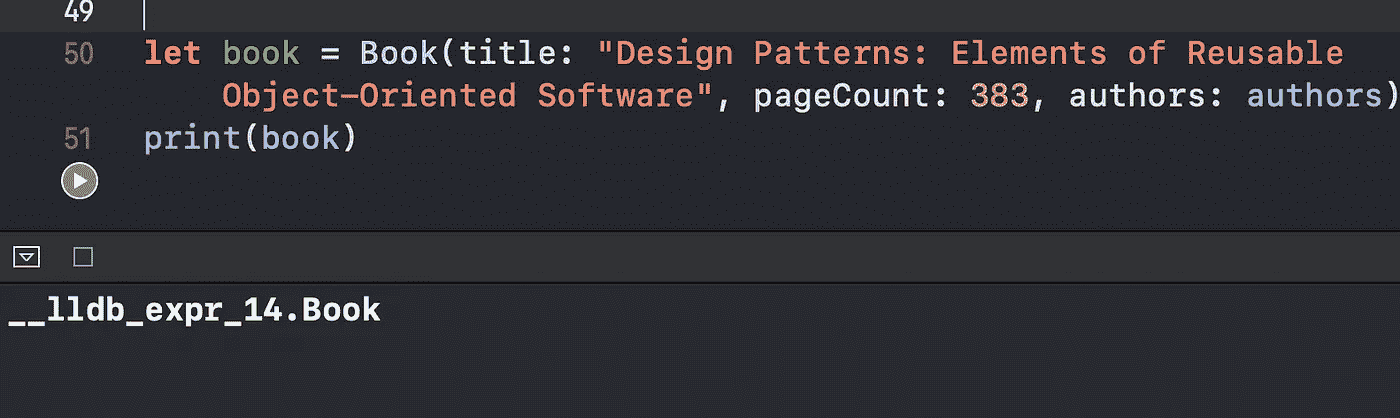 49
50 let book = Book(title: "Design Patterns: Elements of Reusable
Object-Oriented Software", pageCount: 383, authors: authors)
51 print(book)
__lldb_expr_14.Book